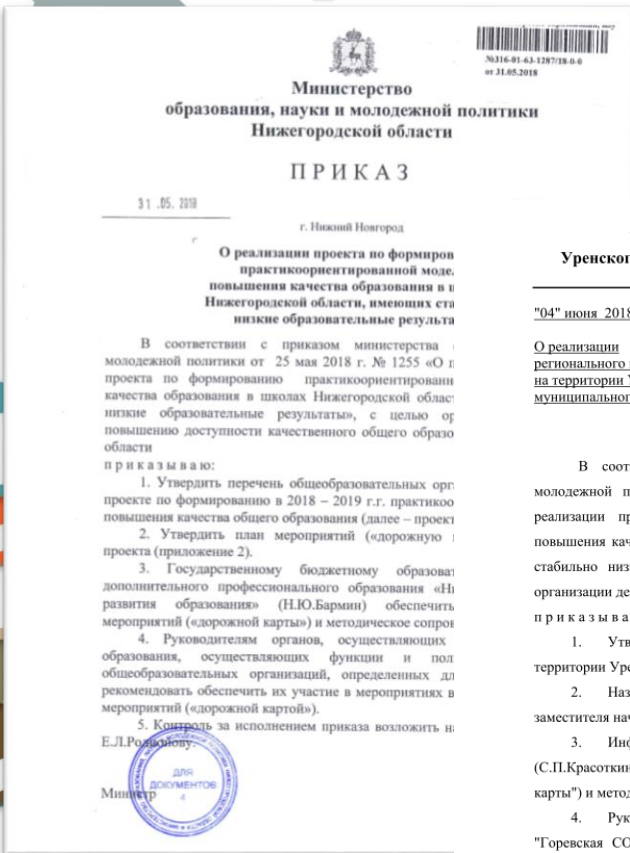 №316-01-63-1287/18-0-0
от 31.05.2018
Министерство
образования, науки и молодежной политики
Нижегородской области
ПРИКАЗ
31.05.2018
г. Нижний Новгород
О реализации проекта по формиров
практикоориентированной моде
повышения качества образования в ш
Нижегородской области, имеющих ста
низкие образовательные результа
В соответствии с приказом министерства
молодежной политики от 25 мая 2018 г. № 1255 «О п
проекта по формированию практикоориентированн
качества образования в школах Нижегородской облас
низкие образовательные результаты», с целью ор
повышению доступности качественного общего образо
области
приказываю:
1. Утвердить перечень общеобразовательных орг
проекте по формированию в 2018 – 2019 г.г. практикоо
повышения качества общего образования (далее – проект
2. Утвердить план мероприятий («дорожную
проекта (приложение 2).
3. Государственному бюджетному образоват
дополнительного профессионального образования «Ни
развития образования» (Н.Ю.Бармин) обеспечить
мероприятий («дорожной карты») и методическое сопров
4. Руководителям органов, осуществляющих
образования, осуществляющих функции и пол
общеобразовательных организаций, определенных дл
рекомендовать обеспечить их участие в мероприятиях в
мероприятий («дорожной картой»).
5. Контроль за исполнением приказа возложить на
Е.Л.Родионову.
Министр
ДЛЯ
ДОКУМЕНТОВ
4
Уренског
"04" июня 2018
О реализации
регионального
на территории У
муниципальног
В соот
молодежной п
реализации пр
повышения кач
стабильно низ
организации де
п р и к а з ы в а
1. Утв
территории Уре
2. Наз
заместителя нач
3. Инф
(С.П.Красоткин
карты") и метод
4. Рук
"Горевская СО